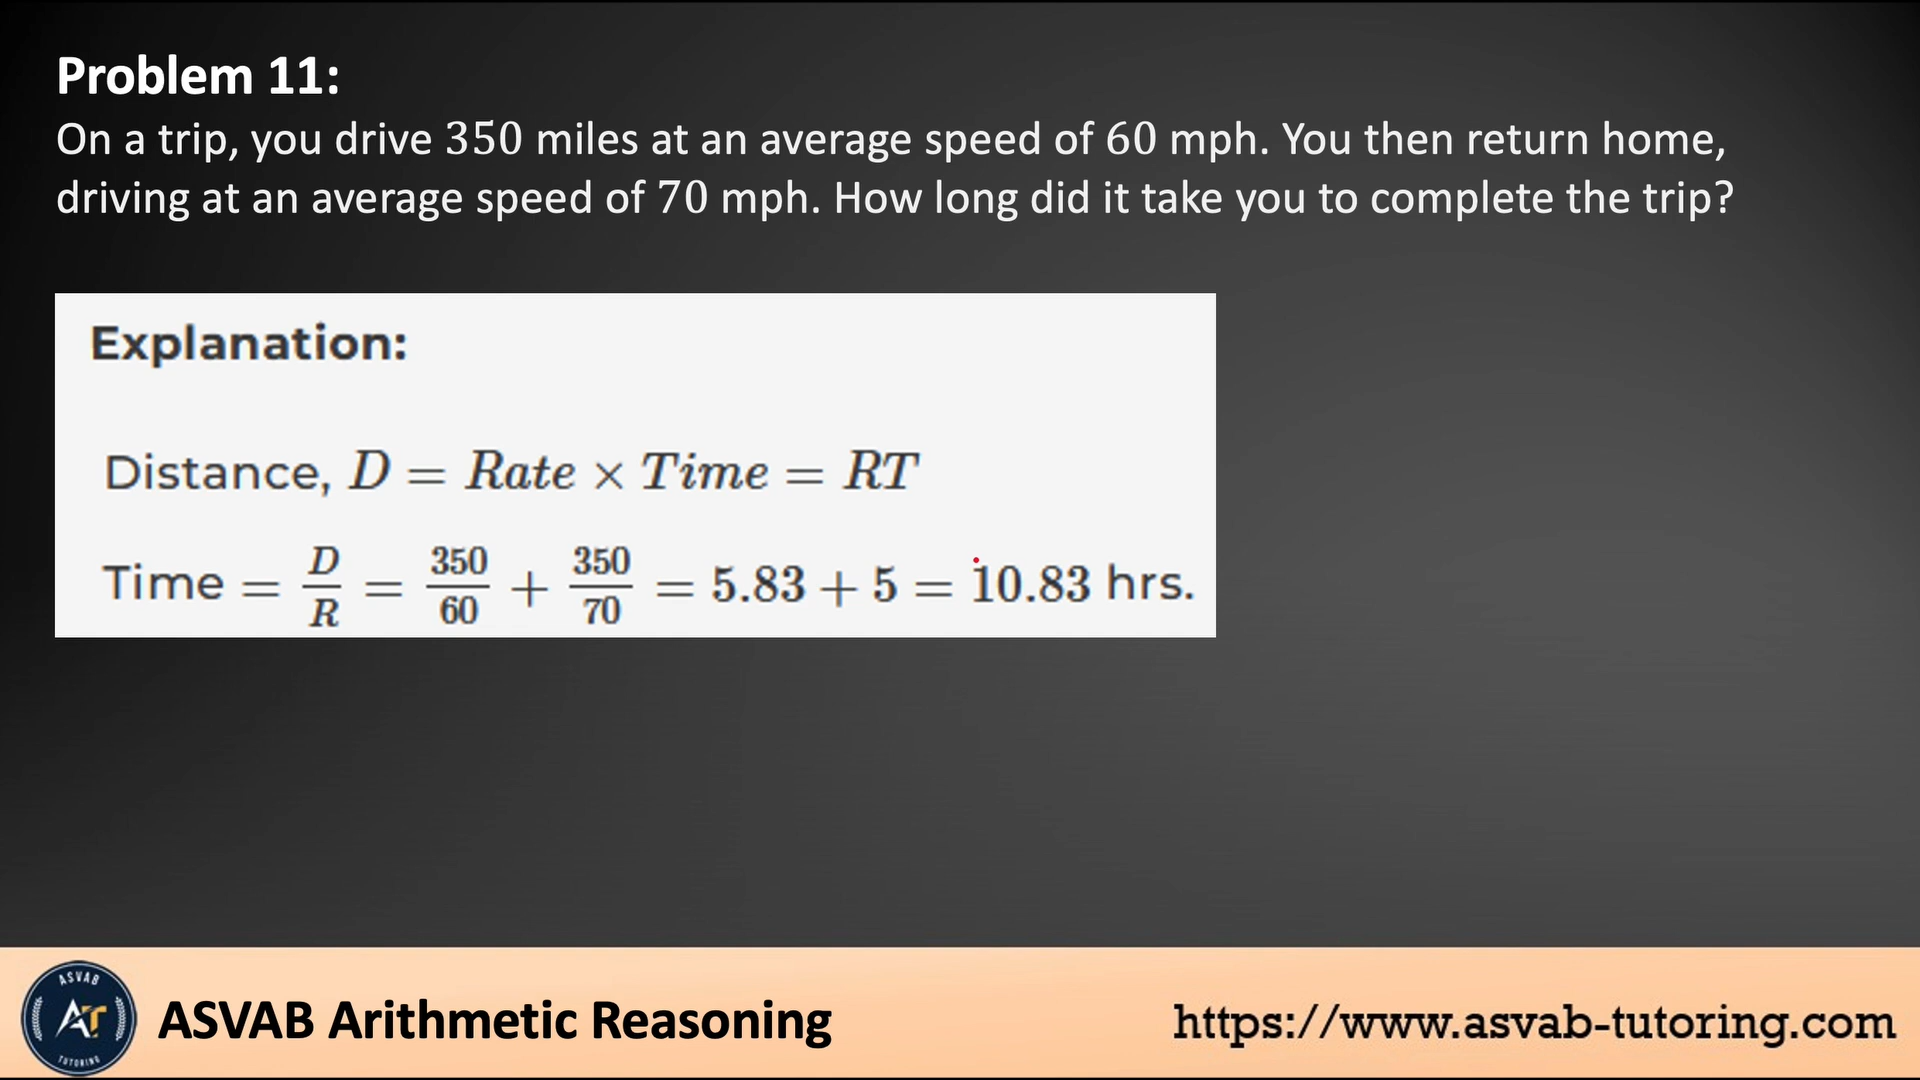 Problem 11:
On a trip, you drive 350 miles at an average speed of 60 mph. You then return home,
driving at an average speed of 70 mph. How long did it take you to complete the trip?
Explanation:
Distance, D = Rate × Time = RT
Time = D/R = 350/60 + 350/70 = 5.83 + 5 = 10.83 hrs.
ASVAB
AT
TUTORING
ASVAB Arithmetic Reasoning
https://www.asvab-tutoring.com